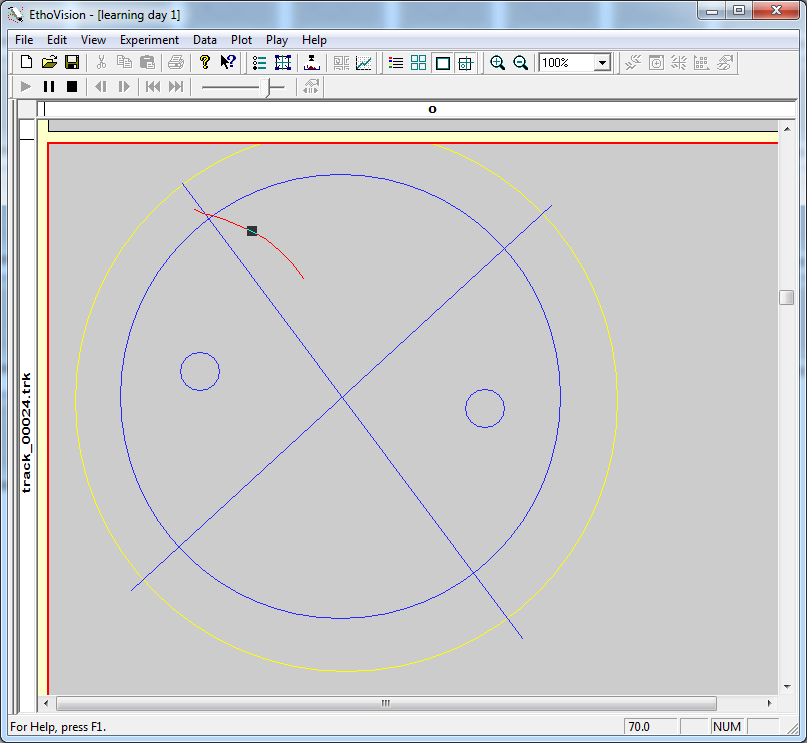 EthoVision - [learning day 1]
File Edit View Experiment Data Plot Play Help
100%
0
track_00024.trk
For Help, press F1.
70.0
NUM